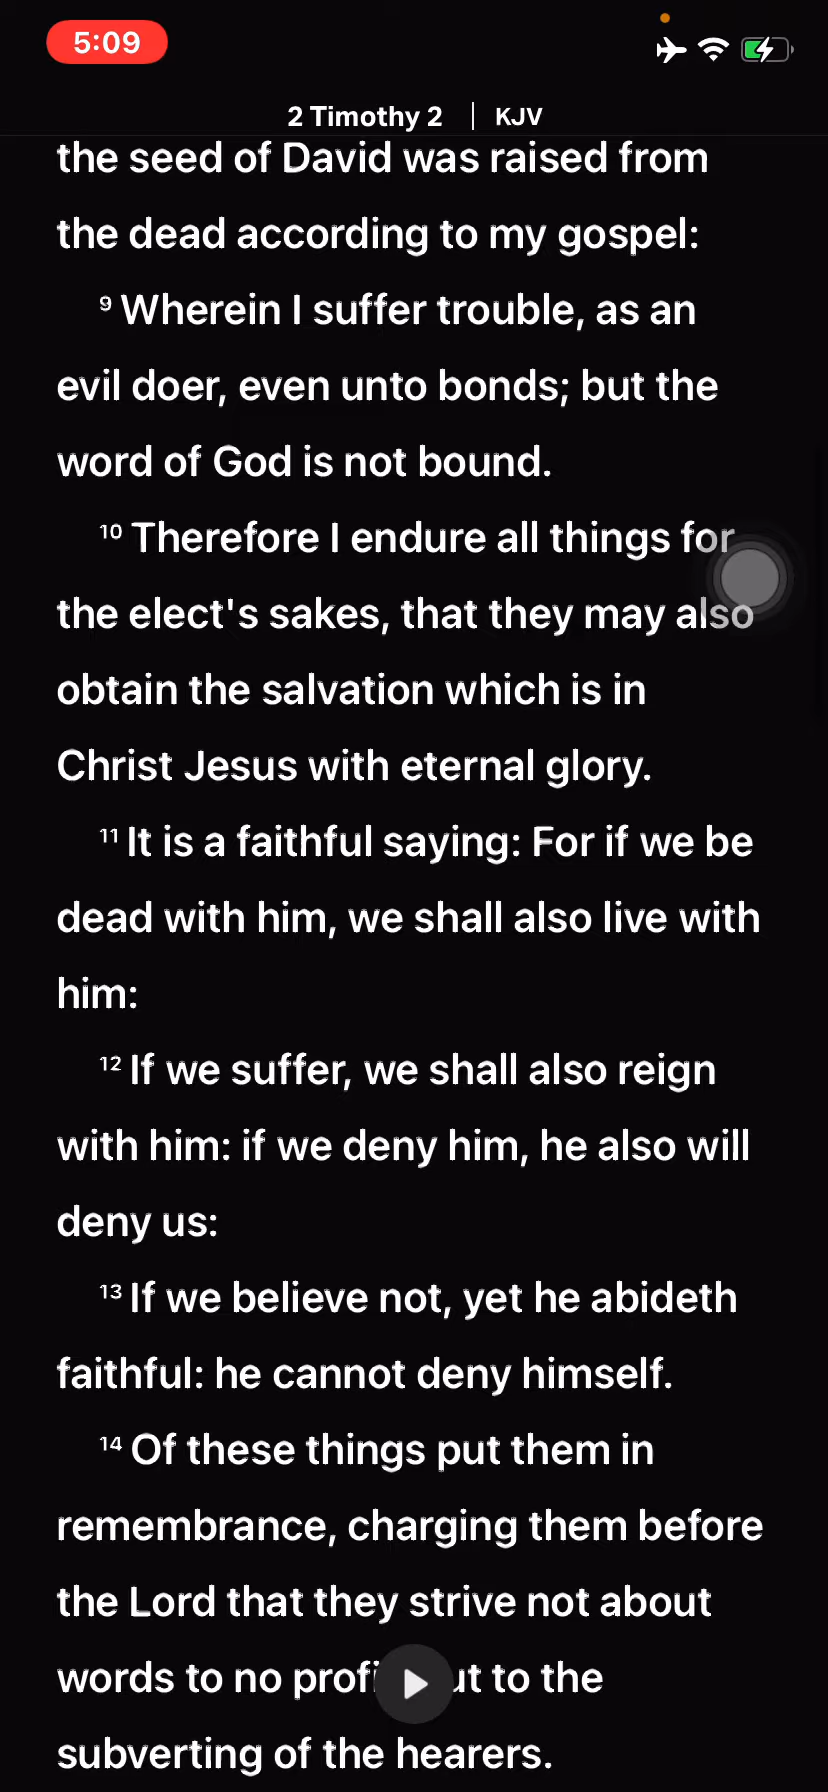 5:09
2 Timothy 2 | KJV
the seed of David was raised from
the dead according to my gospel:
9 Wherein I suffer trouble, as an
evil doer, even unto bonds; but the
word of God is not bound.
10 Therefore I endure all things for
the elect's sakes, that they may also
obtain the salvation which is in
Christ Jesus with eternal glory.
11 It is a faithful saying: For if we be
dead with him, we shall also live with
him:
12 If we suffer, we shall also reign
with him: if we deny him, he also will
deny us:
13 If we believe not, yet he abideth
faithful: he cannot deny himself.
14 Of these things put them in
remembrance, charging them before
the Lord that they strive not about
words to no to the
subverting of the hearers.